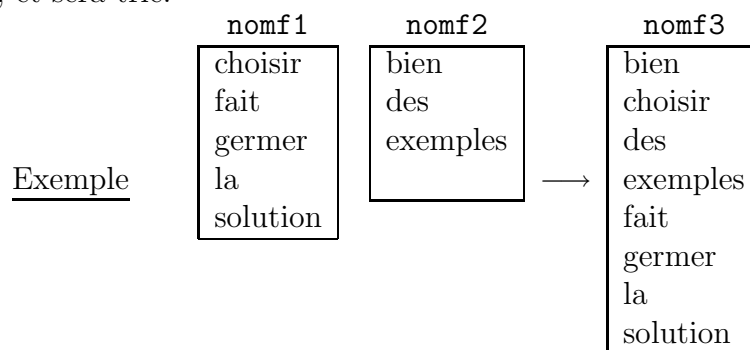 et sera trié.
nomf1 nomf2 nomf3
choisir bien bien
fait des choisir
germer exemples des
Exemple la → exemples
solution fait
germer
la
solution